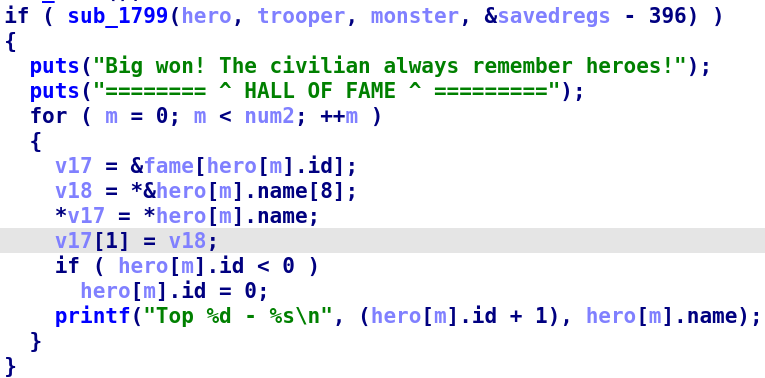 if ( sub_1799(hero, trooper, monster, &savedregs - 396) )
{
  puts("Big won! The civilian always remember heroes!");
  puts("======== ^ HALL OF FAME ^ =========");
  for ( m = 0; m < num2; ++m )
  {
    v17 = &fame[hero[m].id];
    v18 = *&hero[m].name[8];
    *v17 = *hero[m].name;
    v17[1] = v18;
    if ( hero[m].id < 0 )
      hero[m].id = 0;
    printf("Top %d - %s\n", (hero[m].id + 1), hero[m].name);
  }
}